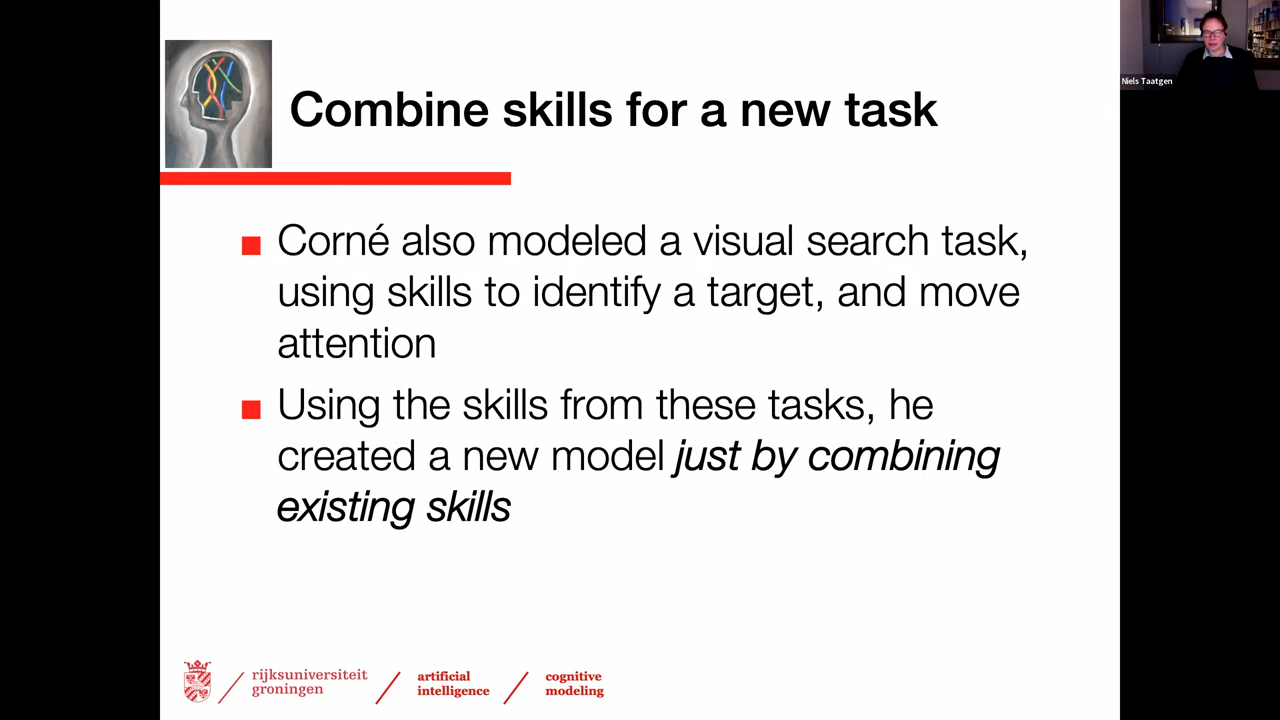 Combine skills for a new task
Niels Taatgen
Corné also modeled a visual search task,
using skills to identify a target, and move
attention
Using the skills from these tasks, he
created a new model just by combining
existing skills
rijksuniversiteit
groningen
artificial
intelligence
cognitive
modeling